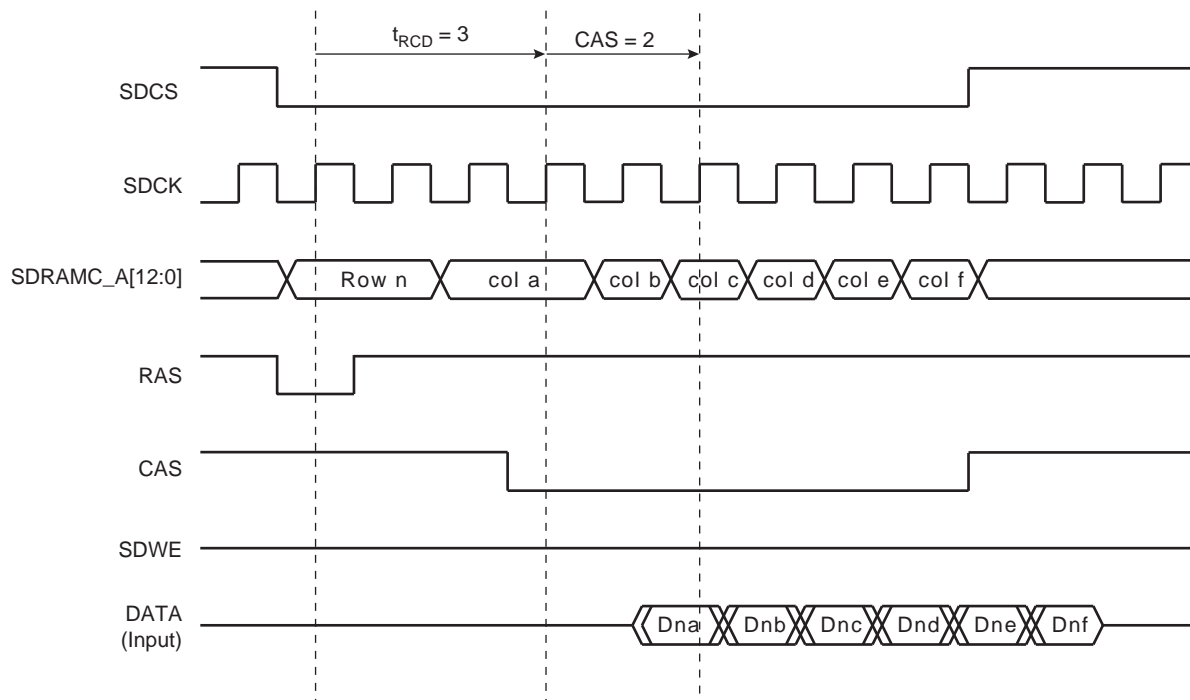 t_RCD = 3
CAS = 2
SDCS
SDCK
SDRAMC_A[12:0]
Row n
col a
col b
col c
col d
col e
col f
RAS
CAS
SDWE
DATA
(Input)
Dna
Dnb
Dnc
Dnd
Dne
Dnf